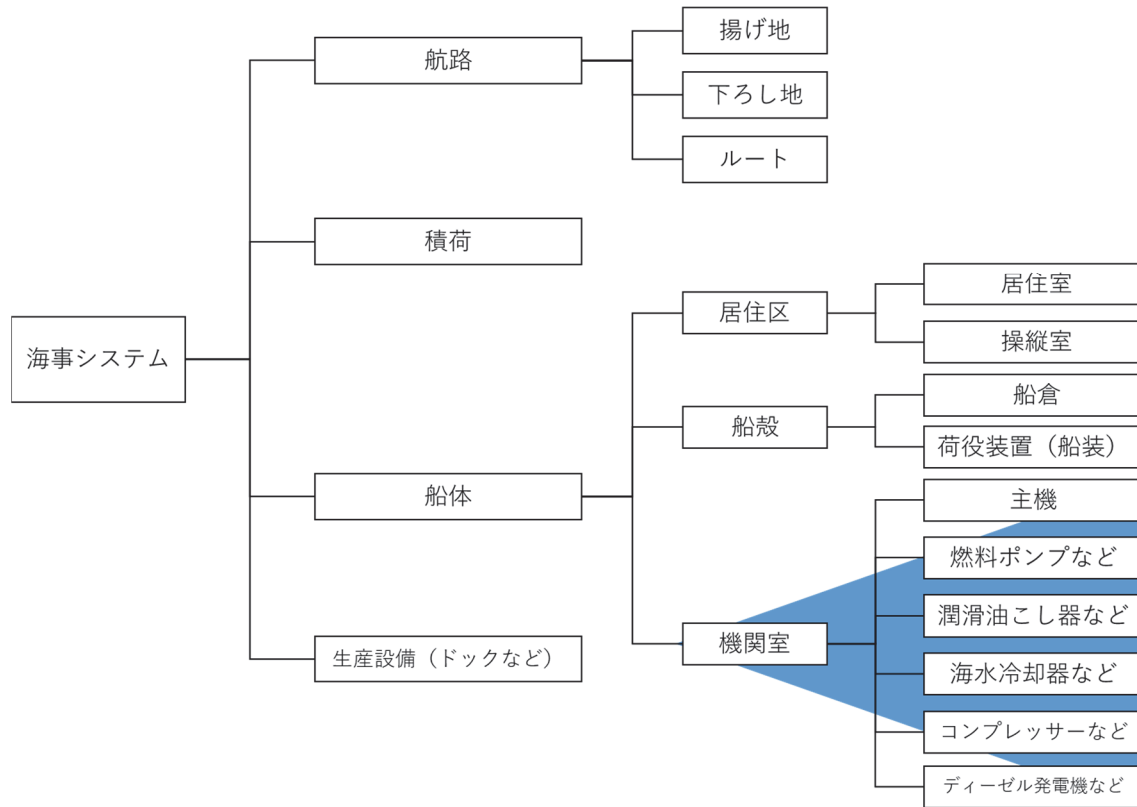 揚げ地
航路
下ろし地
ルート
積荷
居住室
居住区
操縦室
海事システム
船倉
船殻
荷役装置（船装）
船体
主機
燃料ポンプなど
潤滑油こし器など
機関室
生産設備（ドックなど）
海水冷却器など
コンプレッサーなど
ディーゼル発電機など